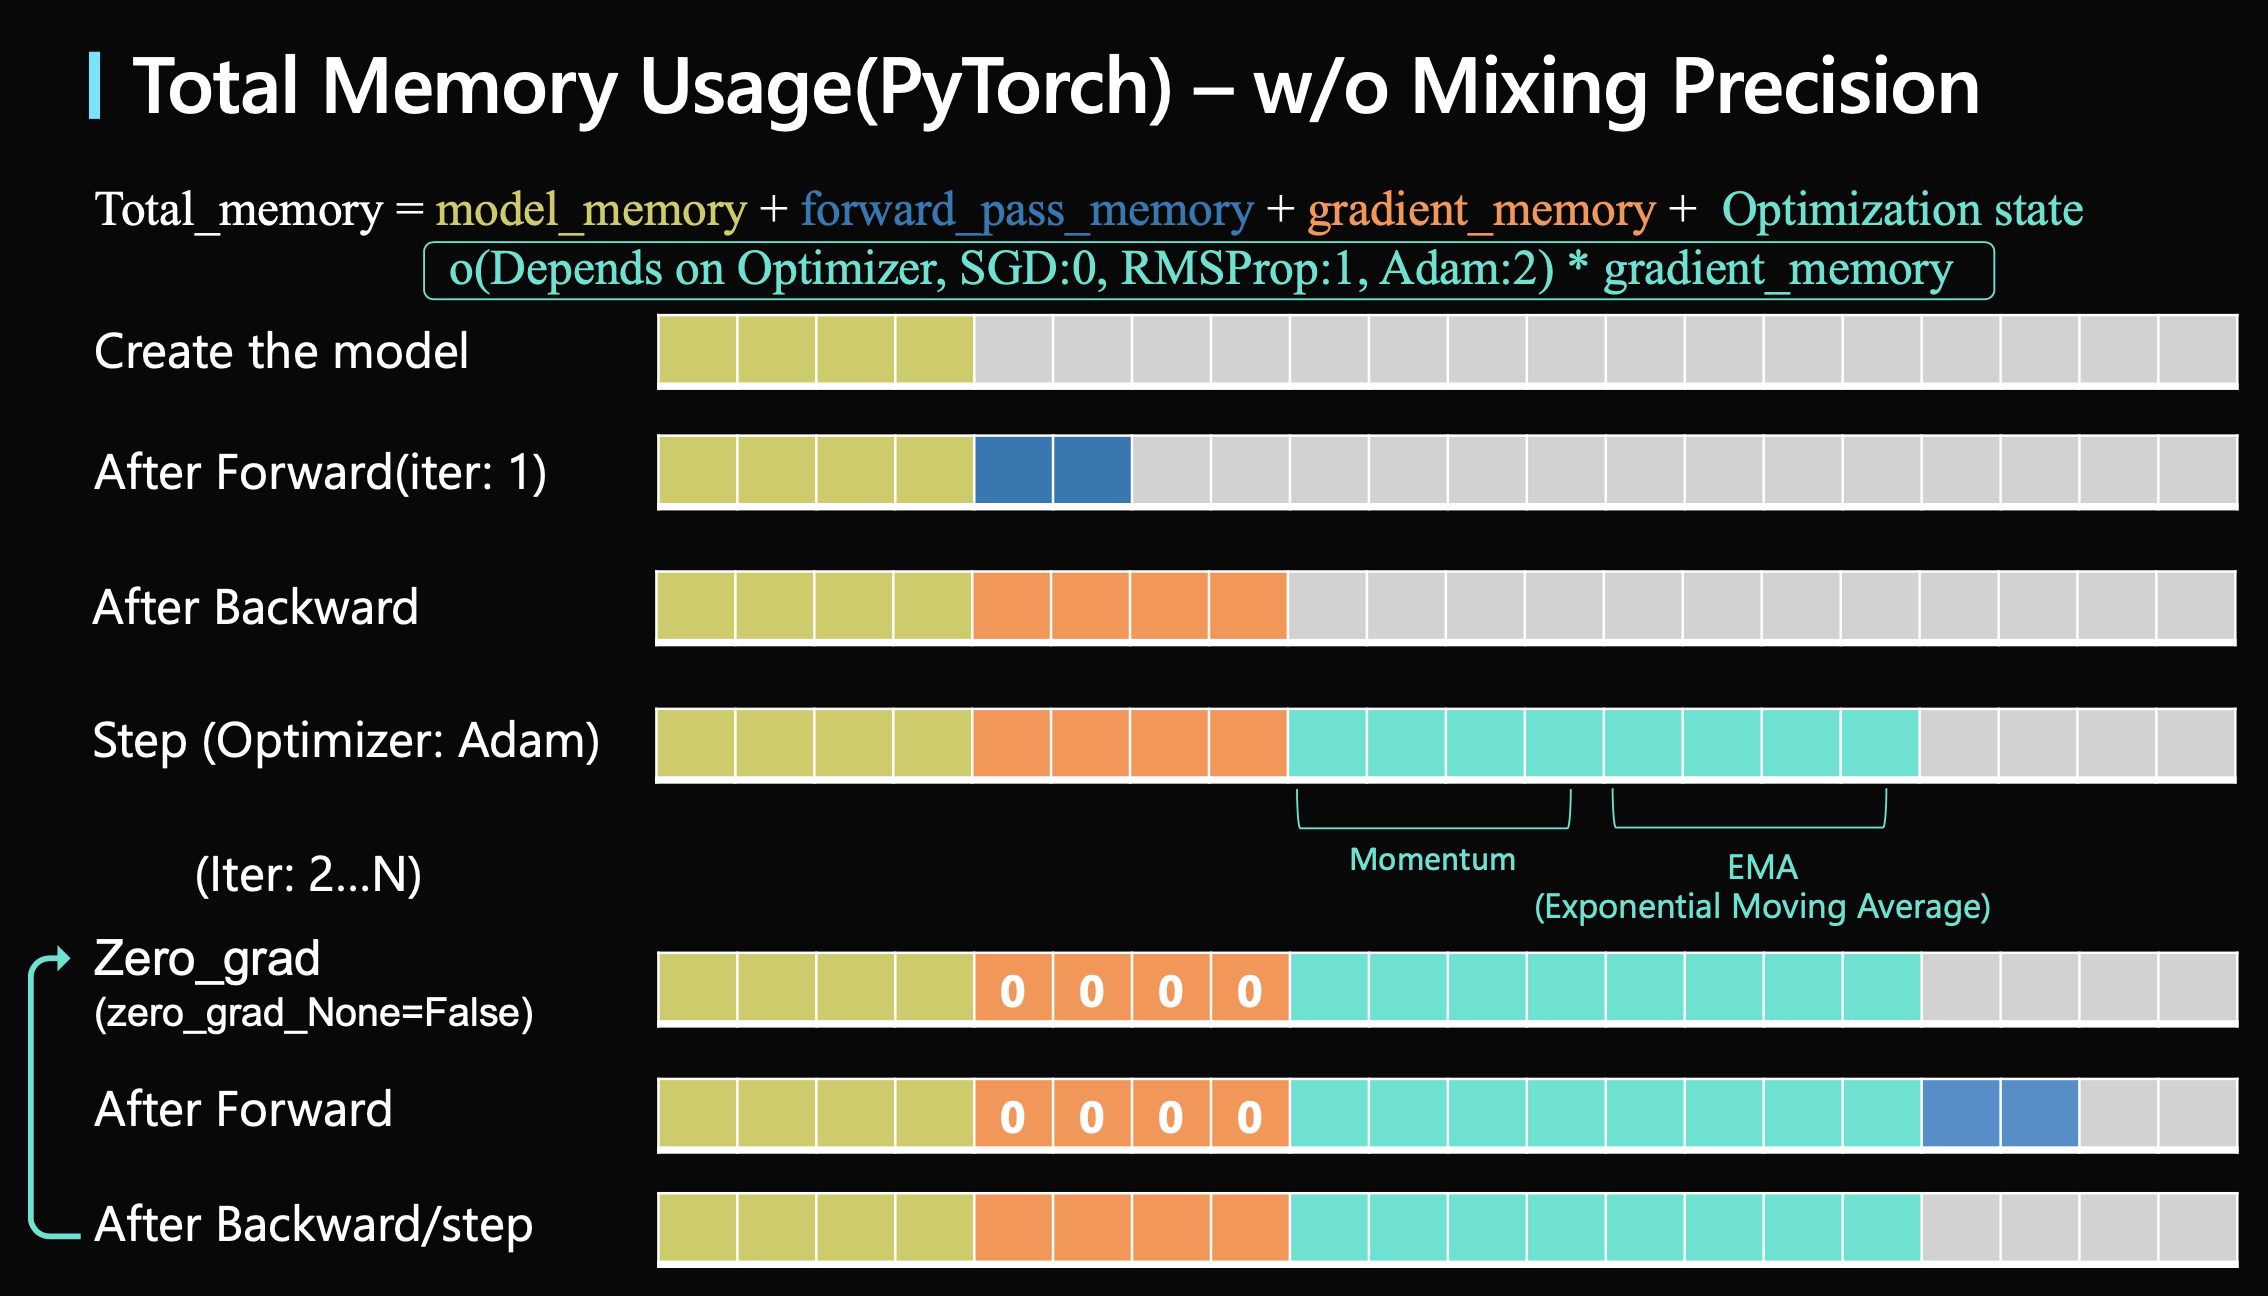 Total Memory Usage(PyTorch) – w/o Mixing Precision
Total_memory = model_memory + forward_pass_memory + gradient_memory + Optimization state
o(Depends on Optimizer, SGD:0, RMSProp:1, Adam:2) * gradient_memory
Create the model
After Forward(iter: 1)
After Backward
Step (Optimizer: Adam)
Momentum
EMA
(Exponential Moving Average)
(Iter: 2...N)
Zero_grad
(zero_grad_None=False)
0 0 0 0
After Forward
0 0 0 0
After Backward/step